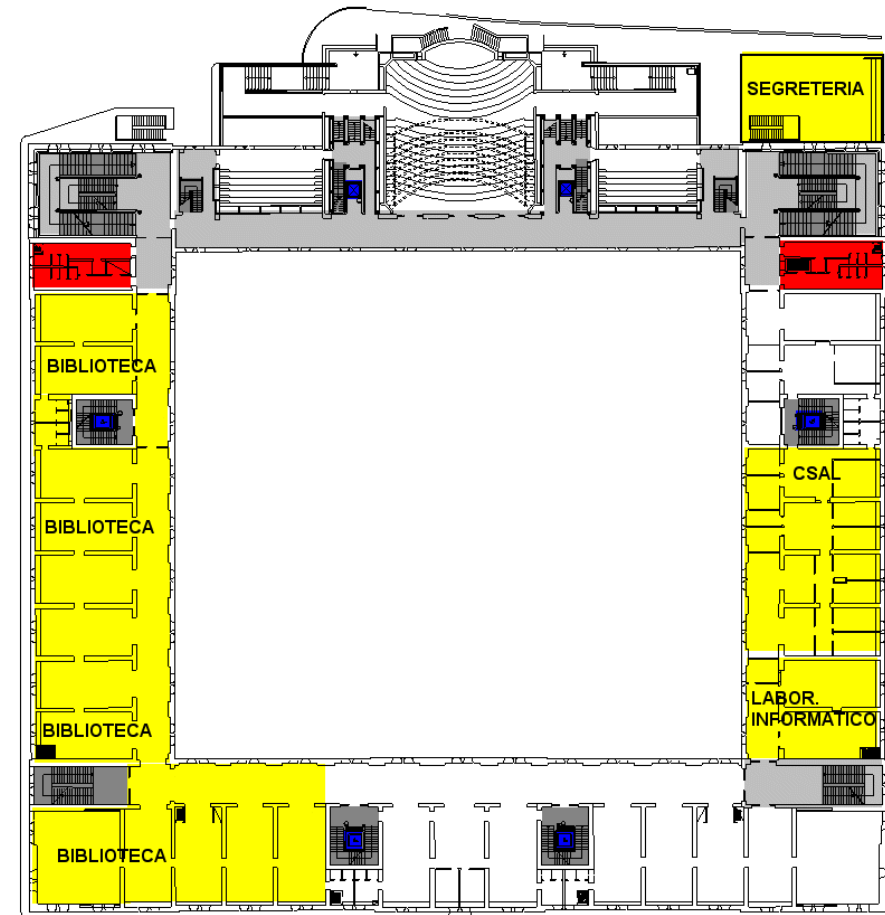 SEGRETERIA
BIBLIOTECA
CSAL
BIBLIOTECA
LABOR.
INFORMATICO
BIBLIOTECA
BIBLIOTECA